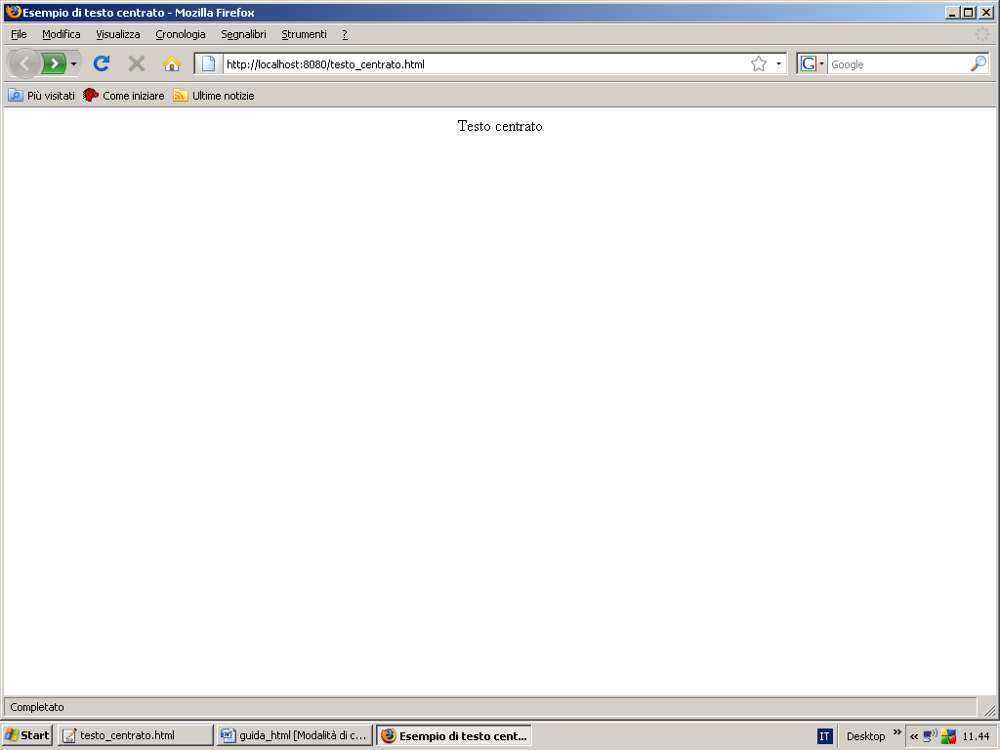 Esempio di testo centrato - Mozilla Firefox
File Modifica Visualizza Cronologia Segnalibri Strumenti ?
http://localhost:8080/testo_centrato.html G Google
Più visitati Come iniziare Ultime notizie
Testo centrato
Completato
Start testo_centrato.html guida_html [Modalità di c... Esempio di testo cent... IT Desktop » « 11.44